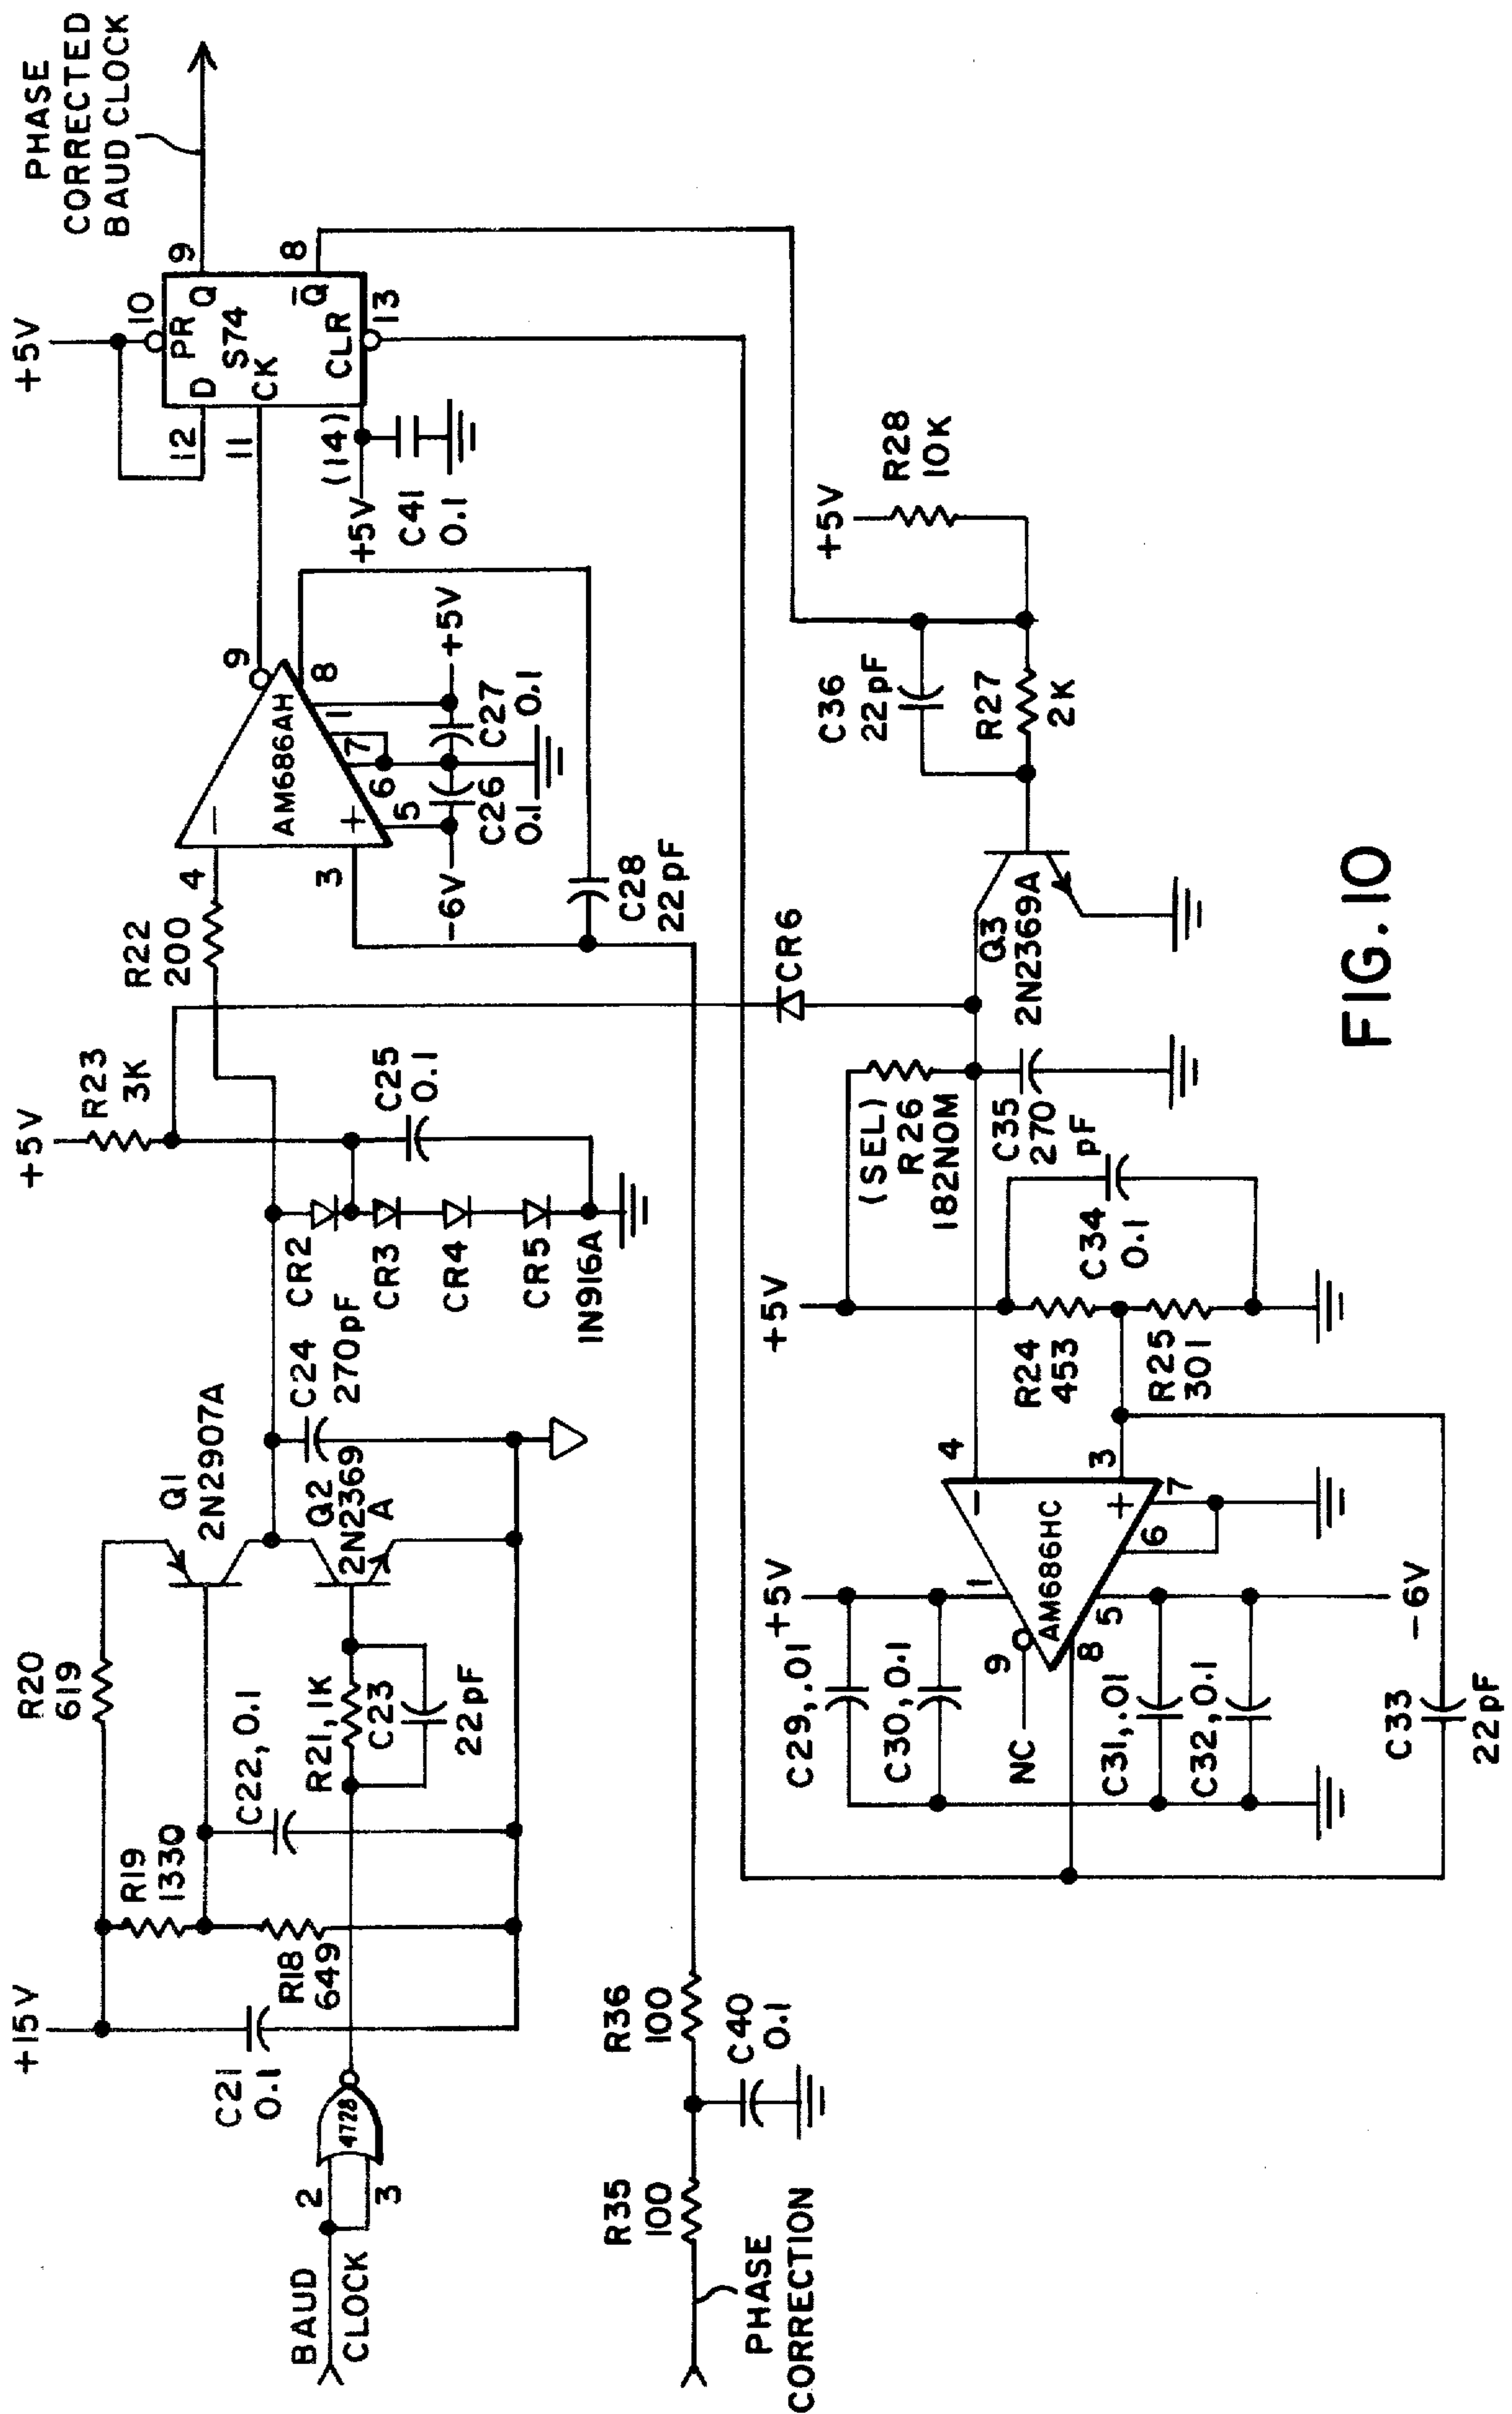 +15V
C21
0.1
R19
1330
R18
649
R20
619
C22, 0.1
R21, 1K
C23
22pF
Q1
2N2907A
Q2
2N2369
A
C24
270pF
BAUD
CLOCK
2
3
4728
+5V
R23
3K
CR2
CR3
CR4
CR5
1N916A
C25
0.1
R22
200
4
3
−
+
AM686AH
9
8
1
7
6
5
-6V
+5V
C26
0.1
C27
0.1
C28
22pF
+5V
10
PR
D
Q
S74
CK
Q
CLR
12
11
(14)
9
8
13
+5V
C41
0.1
PHASE
CORRECTED
BAUD CLOCK
PHASE
CORRECTION
R35
100
R36
100
C40
0.1
+5V
C29, .01
C30, 0.1
NC
9
1
8
5
6
7
AM686HC
−
+
4
3
C31, .01
C32, 0.1
-6V
C33
22pF
+5V
R24
453
R25
301
C34
0.1
(SEL)
R26
182NOM
C35
270
pF
CR6
Q3
2N2369A
C36
22pF
R27
2K
+5V
R28
10K
FIG. 10